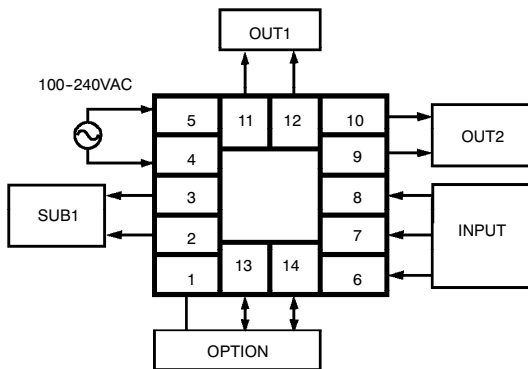 OUT1
100-240VAC
5 11 12 10
OUT2
4 9
3 8
SUB1
INPUT
2 7
13 14
1 6
OPTION